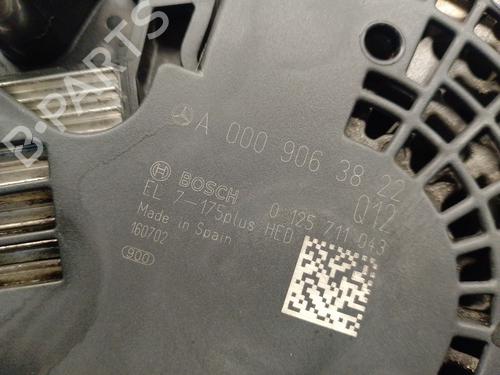 D-PARTS
A 000 906 38 22
Q12
BOSCH
EL 7-175plus HED 0 125 711 043
Made in Spain
160702
900